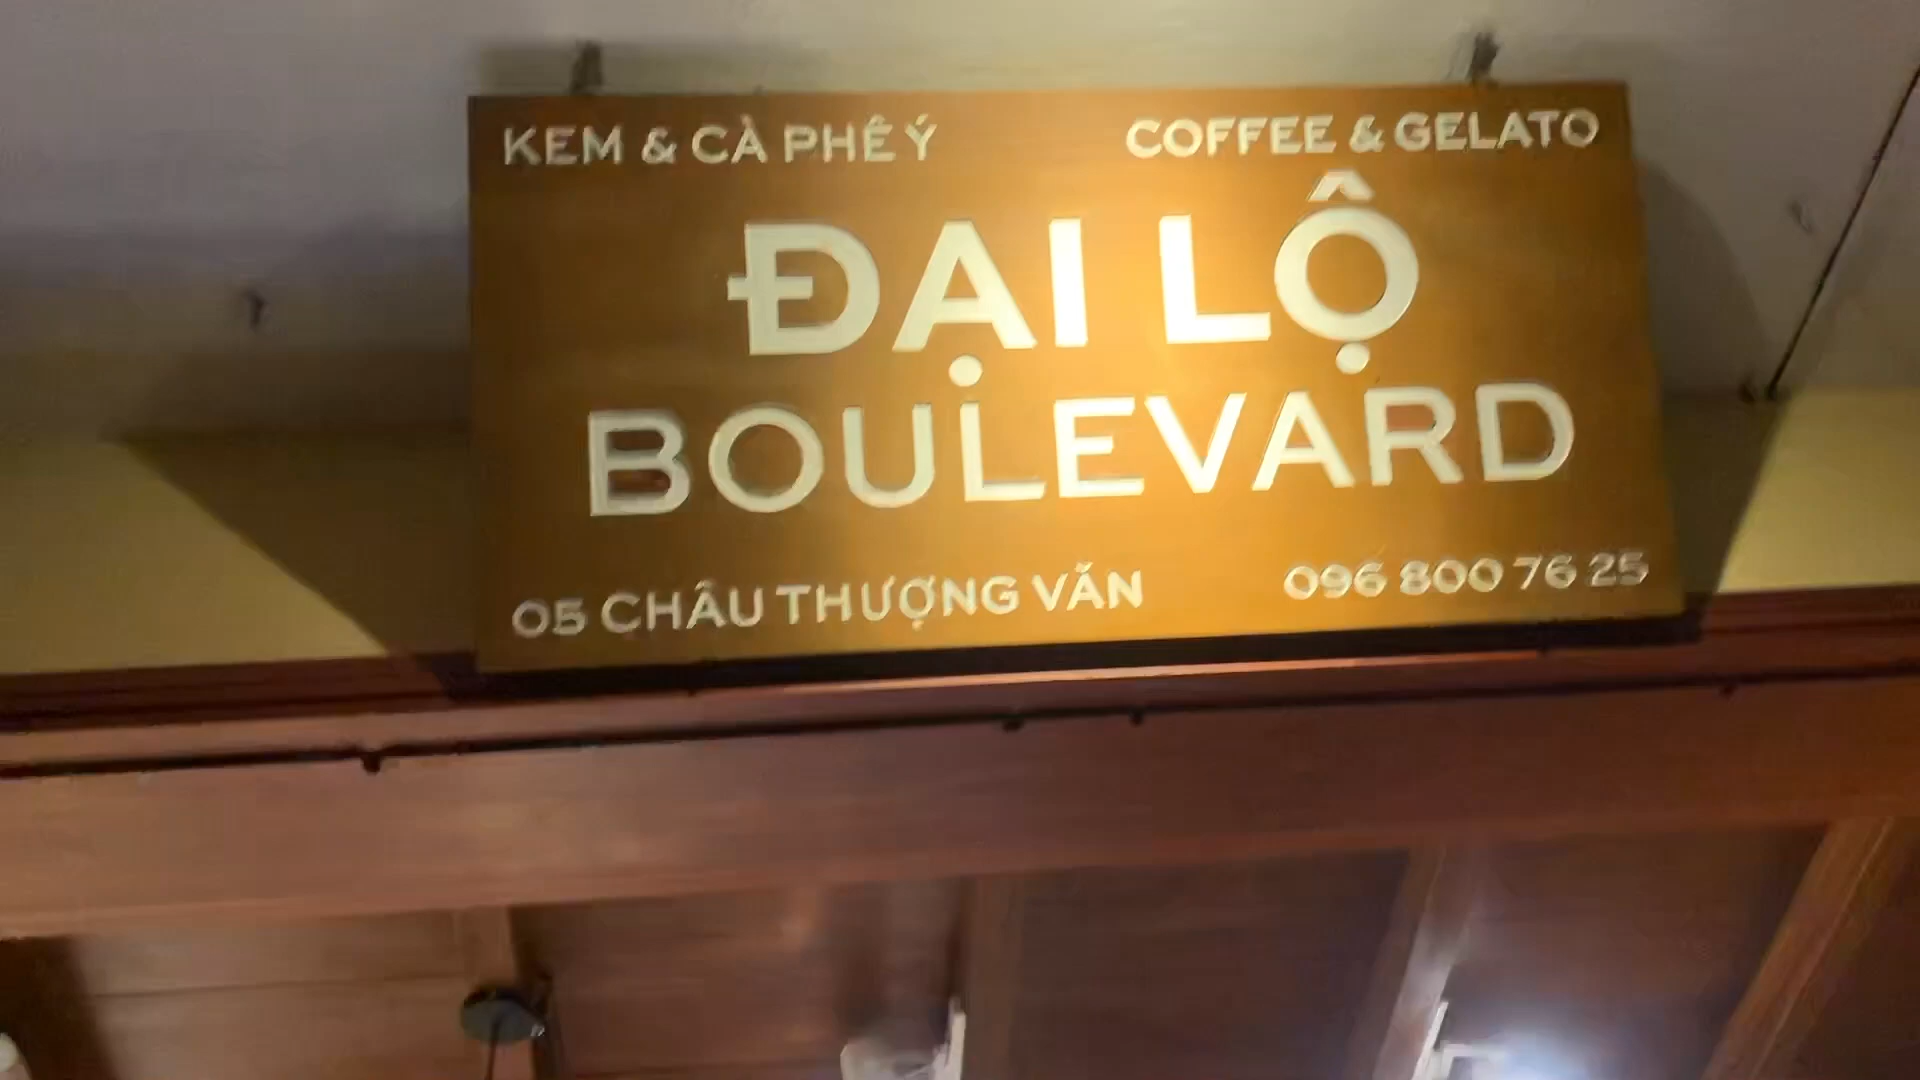 KEM & CÀ PHÊ Ý
COFFEE & GELATO
ĐẠI LỘ
BOULEVARD
05 CHÂU THƯỢNG VĂN
096 800 76 25